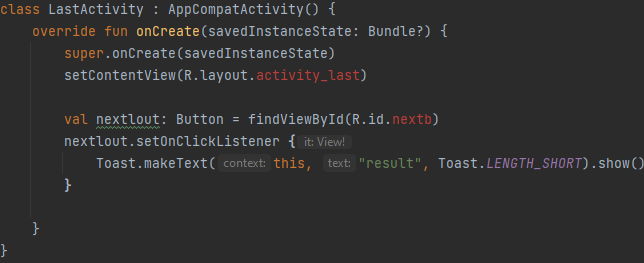 class LastActivity : AppCompatActivity() {
override fun onCreate(savedInstanceState: Bundle?) {
super.onCreate(savedInstanceState)
setContentView(R.layout.activity_last)
val nextlout: Button = findViewById(R.id.nextb)
nextlout.setOnClickListener { it: View!
Toast.makeText( context: this, text: "result", Toast.LENGTH_SHORT).show()
}
}
}